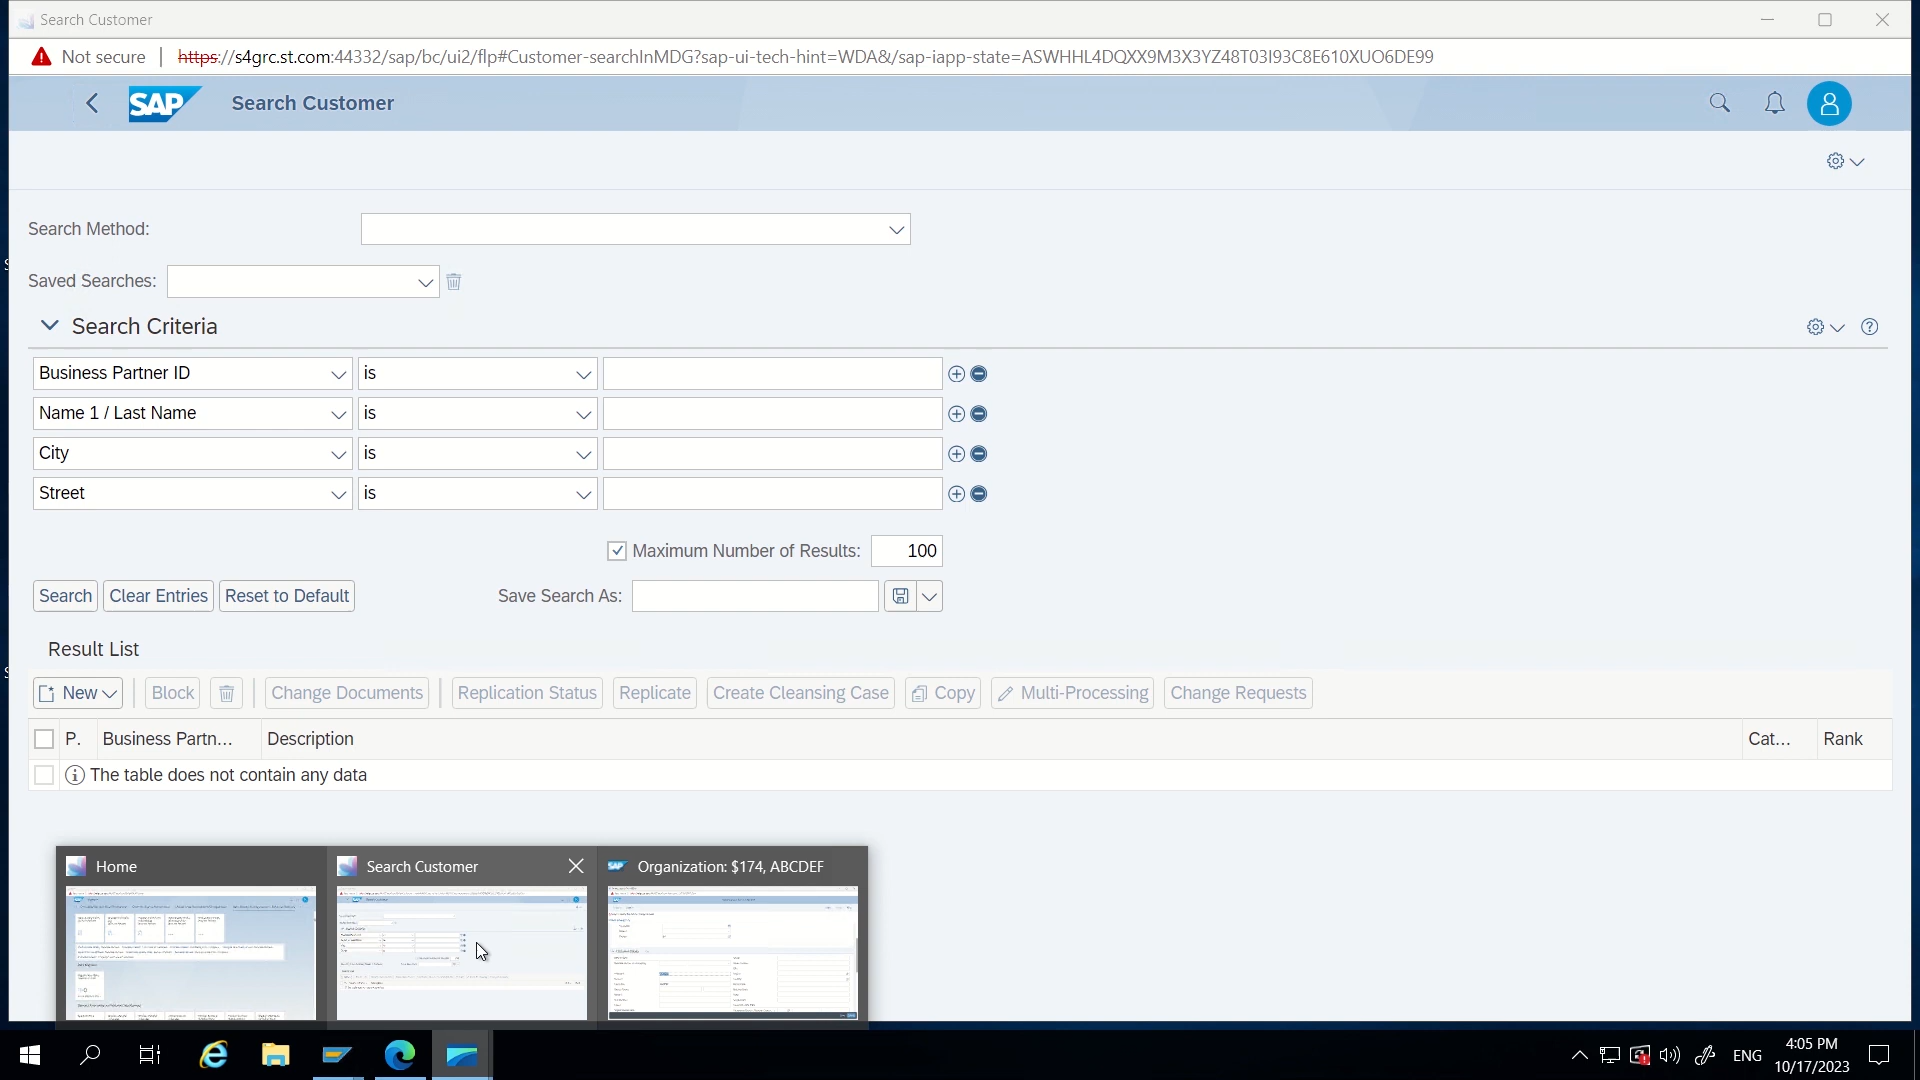 Search Customer
Not secure | https://s4grc.st.com:44332/sap/bc/ui2/flp#Customer-searchInMDG?sap-ui-tech-hint=WDA&/sap-iapp-state=ASWHHL4DQXX9M3X3YZ48T03I93C8E610XUO6DE99
SAP Search Customer
Search Method:
Saved Searches:
Search Criteria
Business Partner ID is
Name 1 / Last Name is
City is
Street is
Maximum Number of Results: 100
Search Clear Entries Reset to Default Save Search As:
Result List
New Block Change Documents Replication Status Replicate Create Cleansing Case Copy Multi-Processing Change Requests
P. Business Partn... Description Cat... Rank
The table does not contain any data
Home Search Customer SAP Organization: $174, ABCDEF
ENG 4:05 PM
10/17/2023